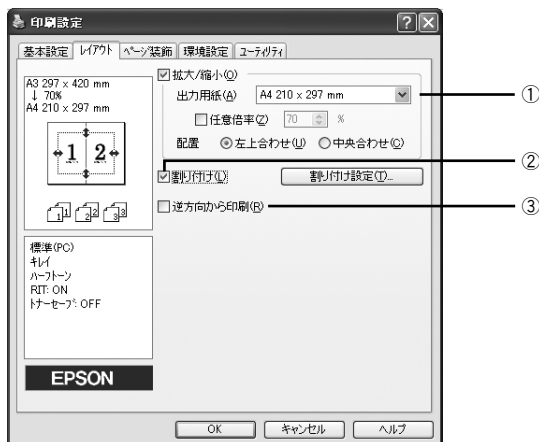 印刷設定
基本設定 レイアウト ページ装飾 環境設定 ユーティリティ
A3 297 x 420 mm
↓ 70%
A4 210 x 297 mm
1 2
1 1 2 2 3 3
標準(PC)
キレイ
ハーフトーン
RIT: ON
トナーセーブ: OFF
EPSON
拡大/縮小(O)
出力用紙(A) A4 210 x 297 mm
任意倍率(Z) 70 %
配置 左上合わせ(U) 中央合わせ(C)
割り付け(L) 割り付け設定(T)...
逆方向から印刷(R)
OK キャンセル ヘルプ
①
②
③